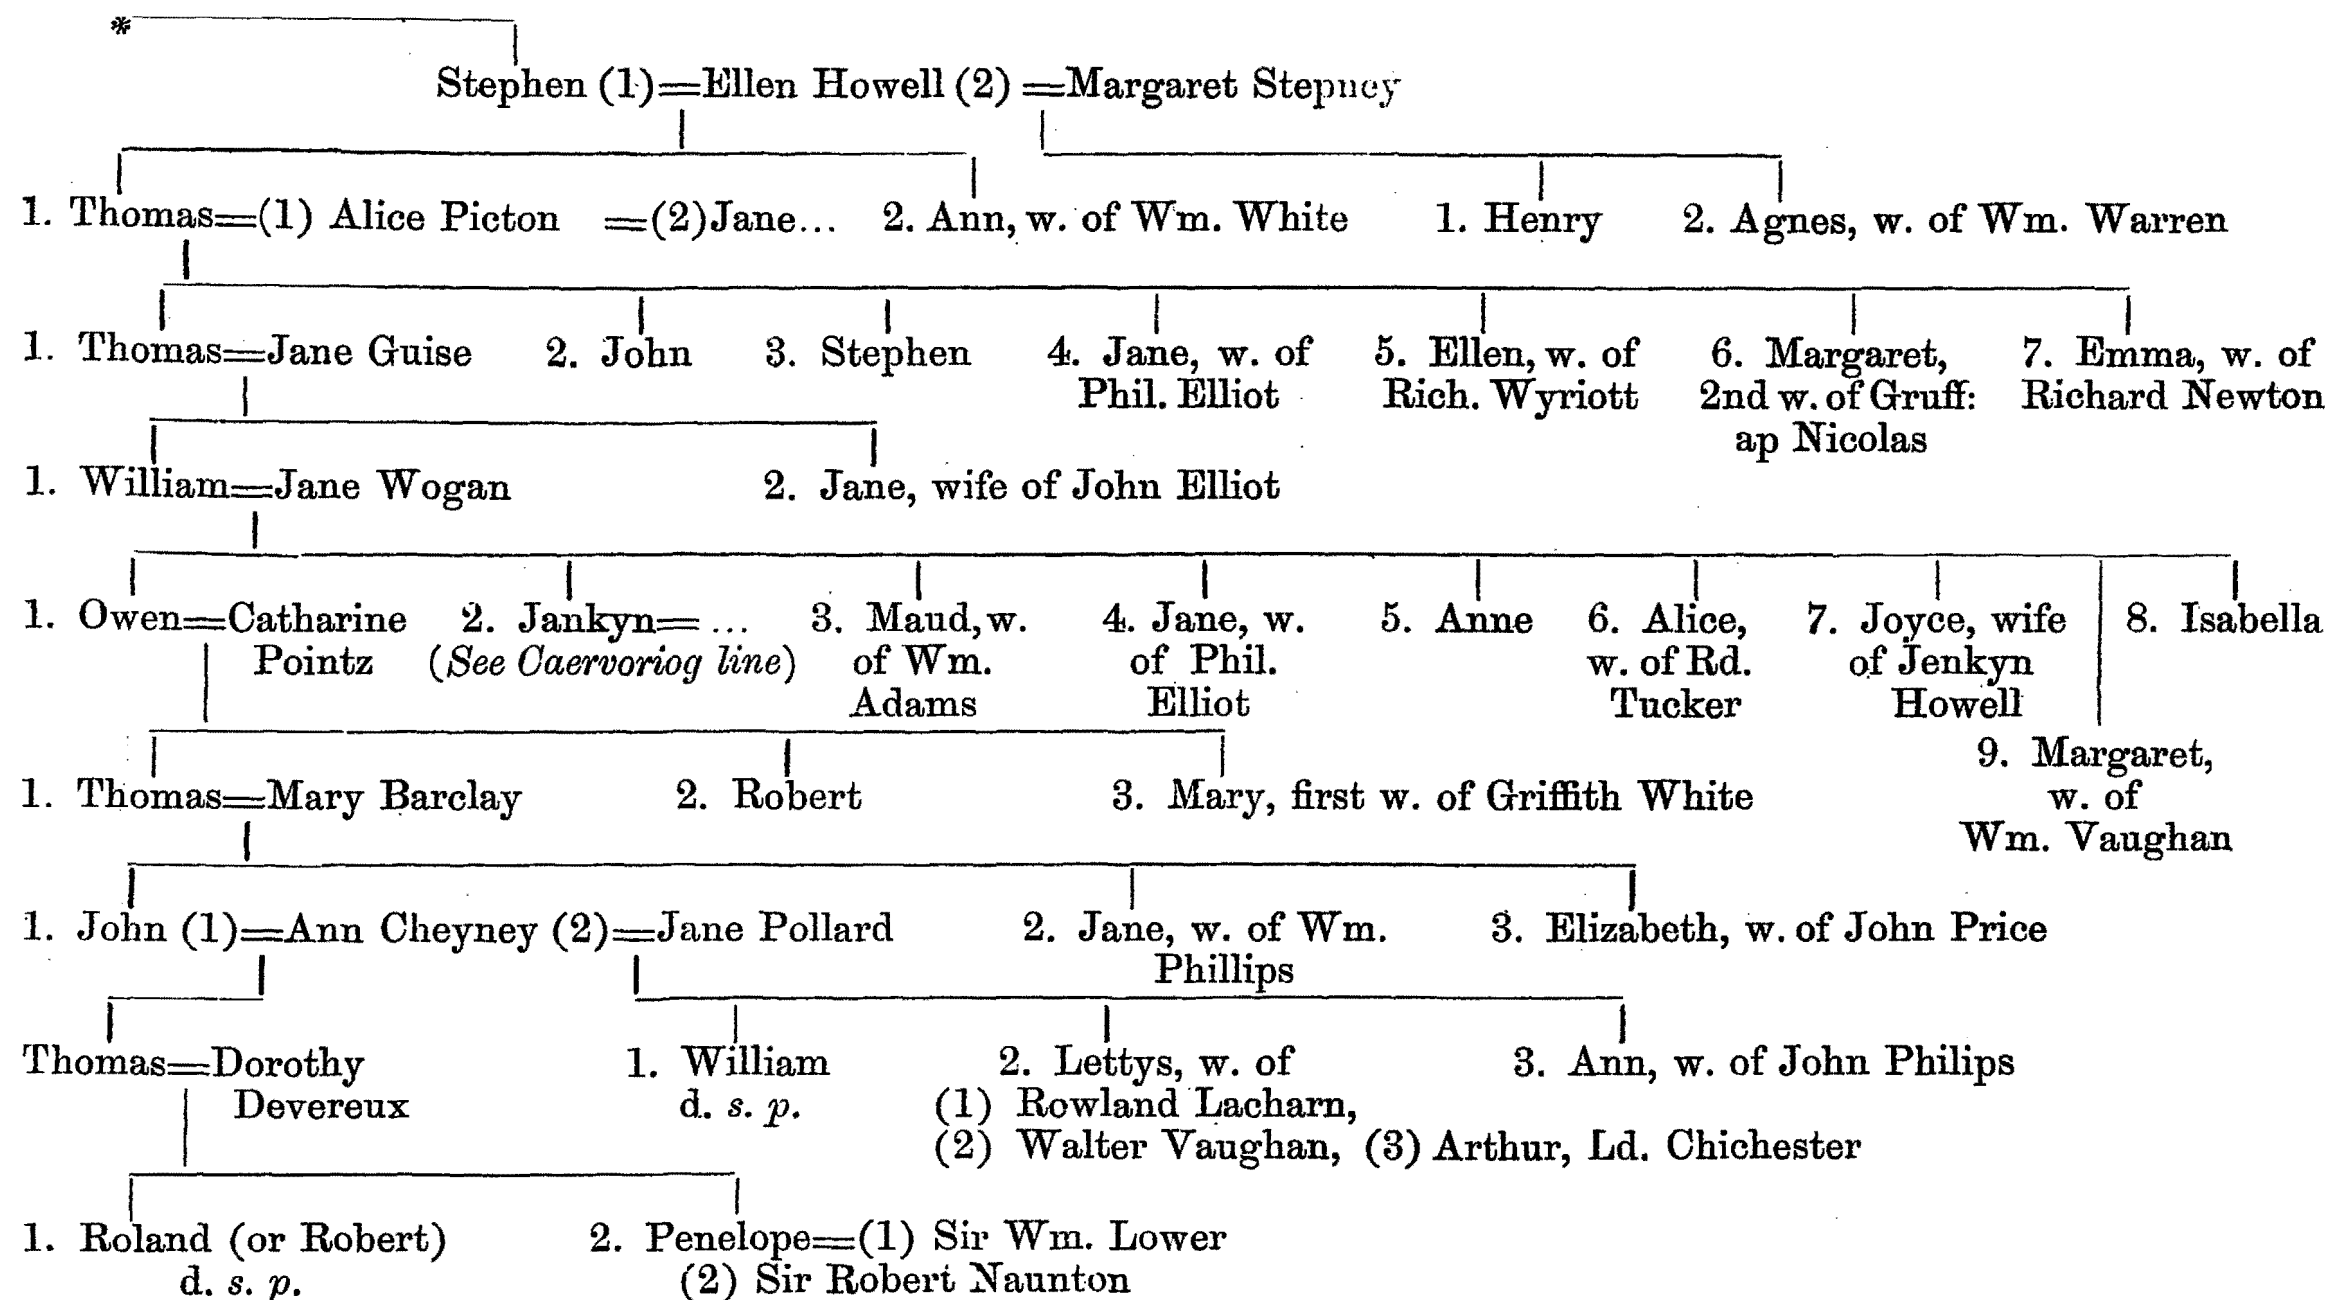 *
Stephen (1)=Ellen Howell (2) =Margaret Stepney
1. Thomas=(1) Alice Picton =(2)Jane... 2. Ann, w. of Wm. White 1. Henry 2. Agnes, w. of Wm. Warren
1. Thomas=Jane Guise 2. John 3. Stephen 4. Jane, w. of 5. Ellen, w. of 6. Margaret, 7. Emma, w. of
Phil. Elliot Rich. Wyriott 2nd w. of Gruff: Richard Newton
ap Nicolas
1. William=Jane Wogan 2. Jane, wife of John Elliot
1. Owen=Catharine 2. Jankyn= ... 3. Maud, w. 4. Jane, w. 5. Anne 6. Alice, 7. Joyce, wife 8. Isabella
Pointz (See Caervoriog line) of Wm. of Phil. w. of Rd. of Jenkyn
Adams Elliot Tucker Howell
9. Margaret,
1. Thomas=Mary Barclay 2. Robert 3. Mary, first w. of Griffith White w. of
Wm. Vaughan
1. John (1)=Ann Cheyney (2)=Jane Pollard 2. Jane, w. of Wm. 3. Elizabeth, w. of John Price
Phillips
Thomas=Dorothy 1. William 2. Lettys, w. of 3. Ann, w. of John Philips
Devereux d. s. p. (1) Rowland Lacharn,
(2) Walter Vaughan, (3) Arthur, Ld. Chichester
1. Roland (or Robert) 2. Penelope=(1) Sir Wm. Lower
d. s. p. (2) Sir Robert Naunton